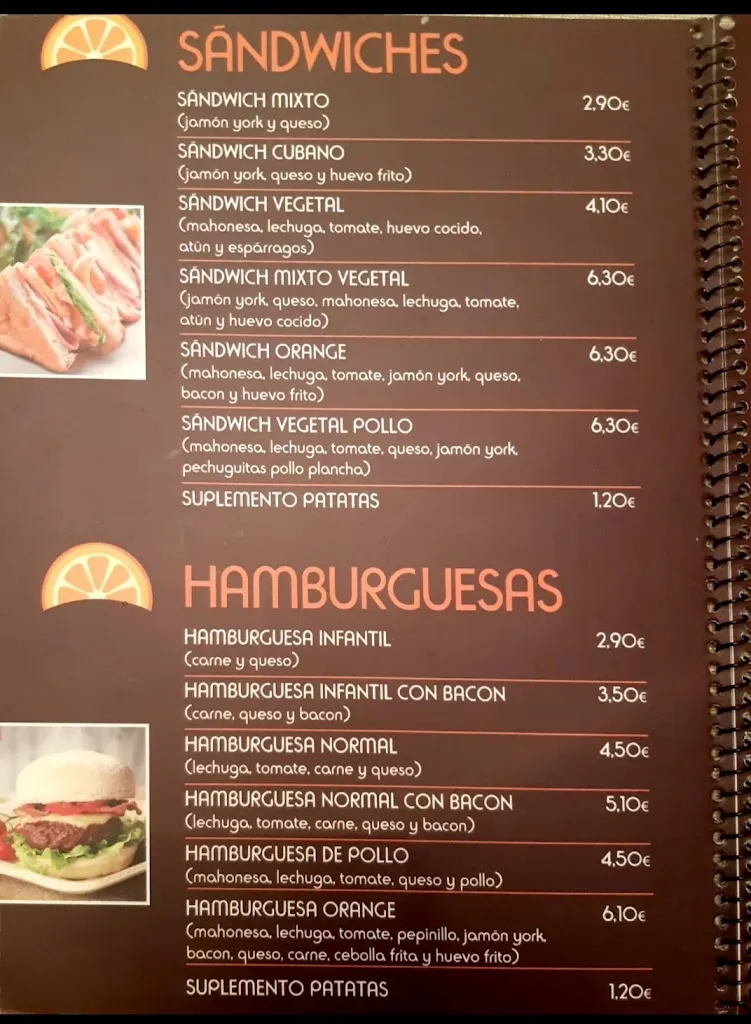 SÁNDWICHES
SÁNDWICH MIXTO 2,90€
(jamón york y queso)
SÁNDWICH CUBANO 3,30€
(jamón york, queso y huevo frito)
SÁNDWICH VEGETAL 4,10€
(mahonesa, lechuga, tomate, huevo cocido,
atún y espárragos)
SÁNDWICH MIXTO VEGETAL 6,30€
(jamón york, queso, mahonesa, lechuga, tomate,
atún y huevo cocido)
SÁNDWICH ORANGE 6,30€
(mahonesa, lechuga, tomate, jamón york, queso,
bacon y huevo frito)
SÁNDWICH VEGETAL POLLO 6,30€
(mahonesa, lechuga, tomate, queso, jamón york,
pechuguitas pollo plancha)
SUPLEMENTO PATATAS 1,20€
HAMBURGUESAS
HAMBURGUESA INFANTIL 2,90€
(carne y queso)
HAMBURGUESA INFANTIL CON BACON 3,50€
(carne, queso y bacon)
HAMBURGUESA NORMAL 4,50€
(lechuga, tomate, carne y queso)
HAMBURGUESA NORMAL CON BACON 5,10€
(lechuga, tomate, carne, queso y bacon)
HAMBURGUESA DE POLLO 4,50€
(mahonesa, lechuga, tomate, queso y pollo)
HAMBURGUESA ORANGE 6,10€
(mahonesa, lechuga, tomate, pepinillo, jamón york,
bacon, queso, carne, cebolla frita y huevo frito)
SUPLEMENTO PATATAS 1,20€